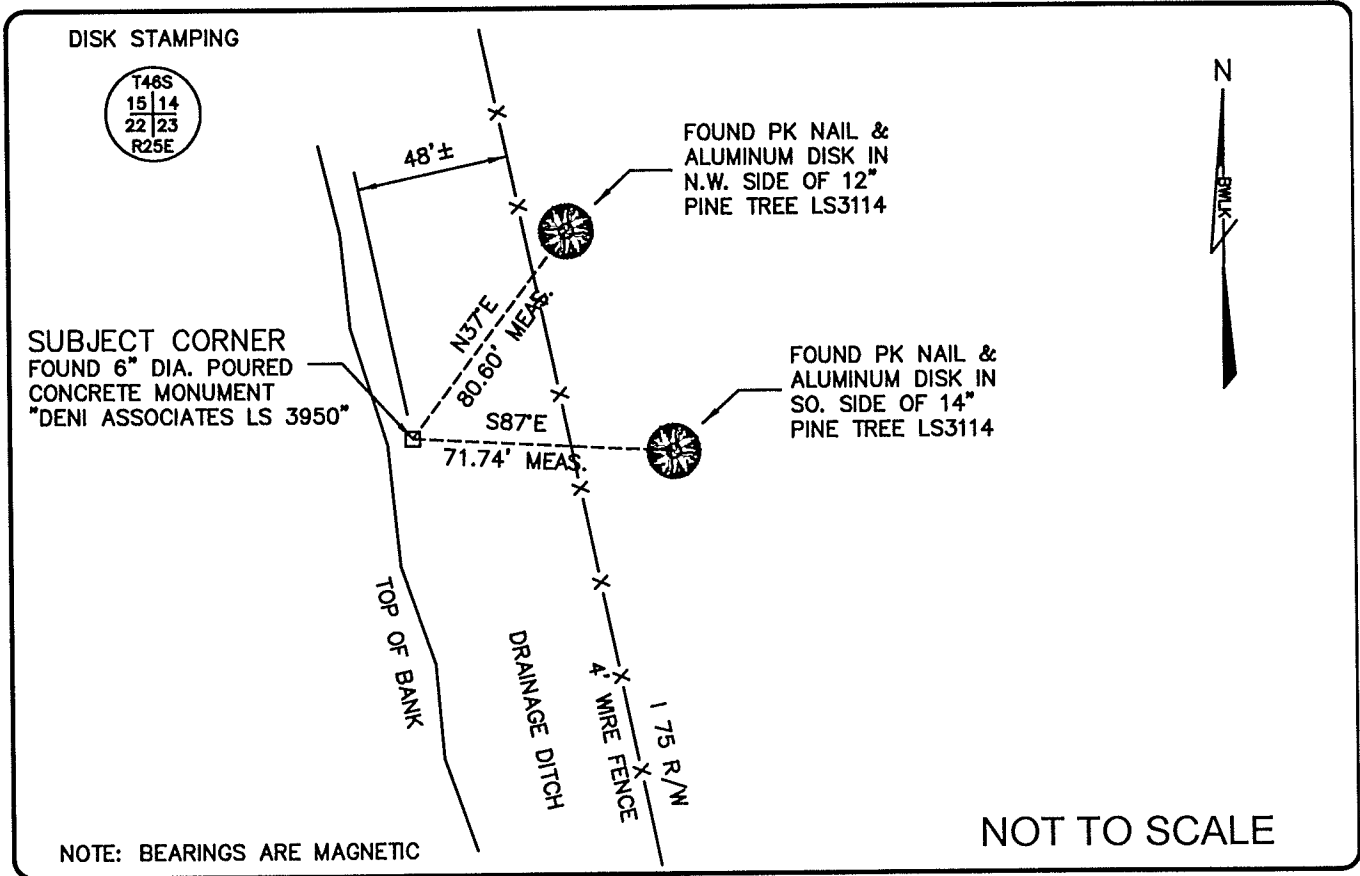 DISK STAMPING
T46S
15 14
22 23
R25E
48'±
FOUND PK NAIL &
ALUMINUM DISK IN
N.W. SIDE OF 12"
PINE TREE LS3114
N
BWLK
SUBJECT CORNER
FOUND 6" DIA. POURED
CONCRETE MONUMENT
"DENI ASSOCIATES LS 3950"
N37°E
80.60' MEAS.
S87°E
71.74' MEAS.
FOUND PK NAIL &
ALUMINUM DISK IN
SO. SIDE OF 14"
PINE TREE LS3114
TOP OF BANK
DRAINAGE DITCH
4' WIRE FENCE
I 75 R/W
NOTE: BEARINGS ARE MAGNETIC
NOT TO SCALE